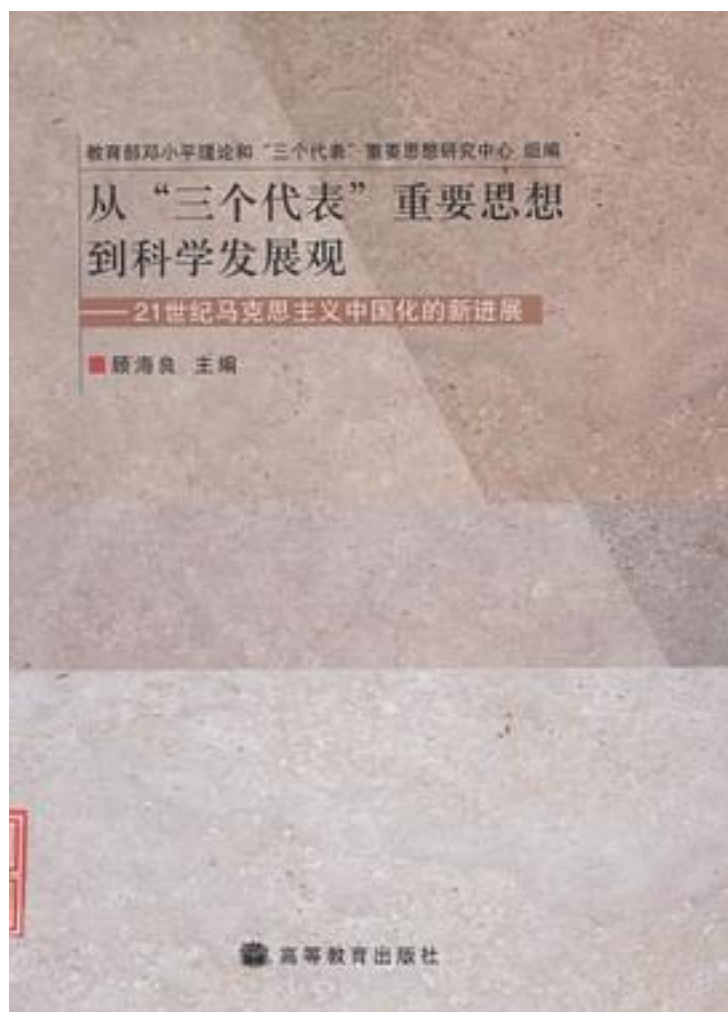 教育部邓小平理论和“三个代表”重要思想研究中心 组编
从“三个代表”重要思想
到科学发展观
——21世纪马克思主义中国化的新进展
顾海良 主编
高等教育出版社